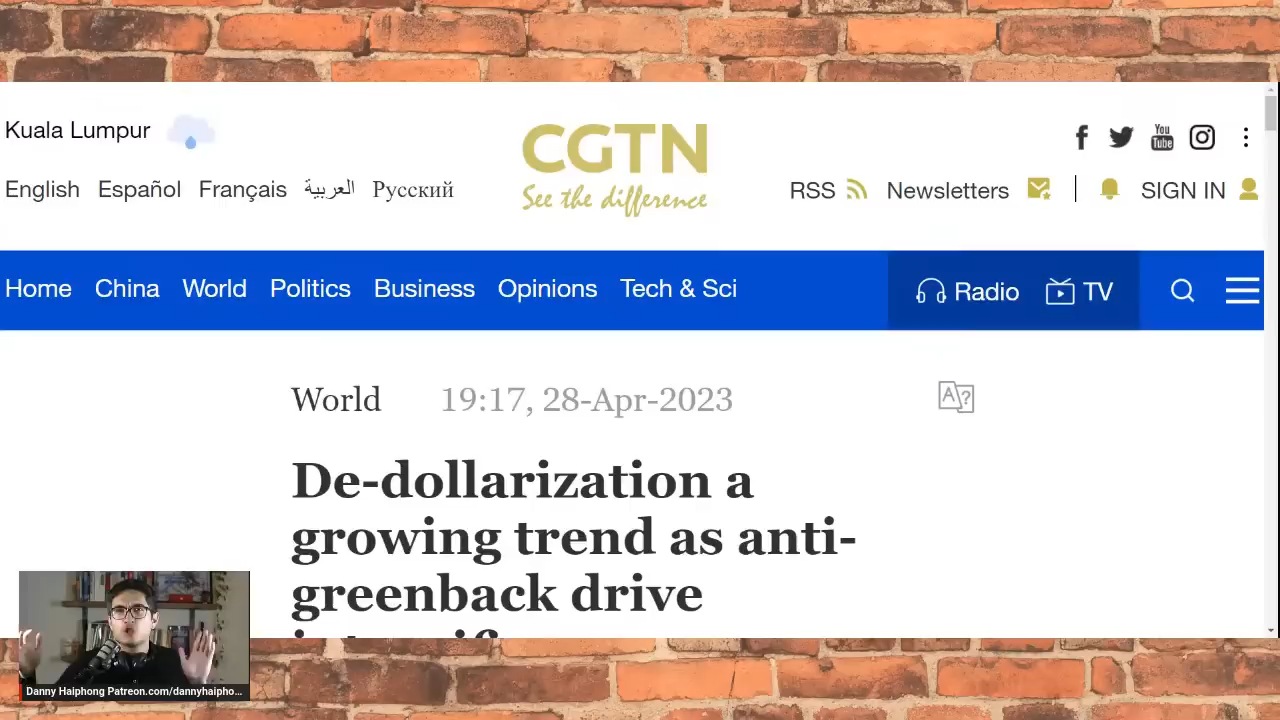 Kuala Lumpur
English Español Français العربية Русский
CGTN
See the difference
You
Tube
RSS Newsletters SIGN IN
Home China World Politics Business Opinions Tech & Sci
Radio TV
World 19:17, 28-Apr-2023
De-dollarization a
growing trend as anti-
greenback drive
Danny Haiphong Patreon.com/dannyhaipho...